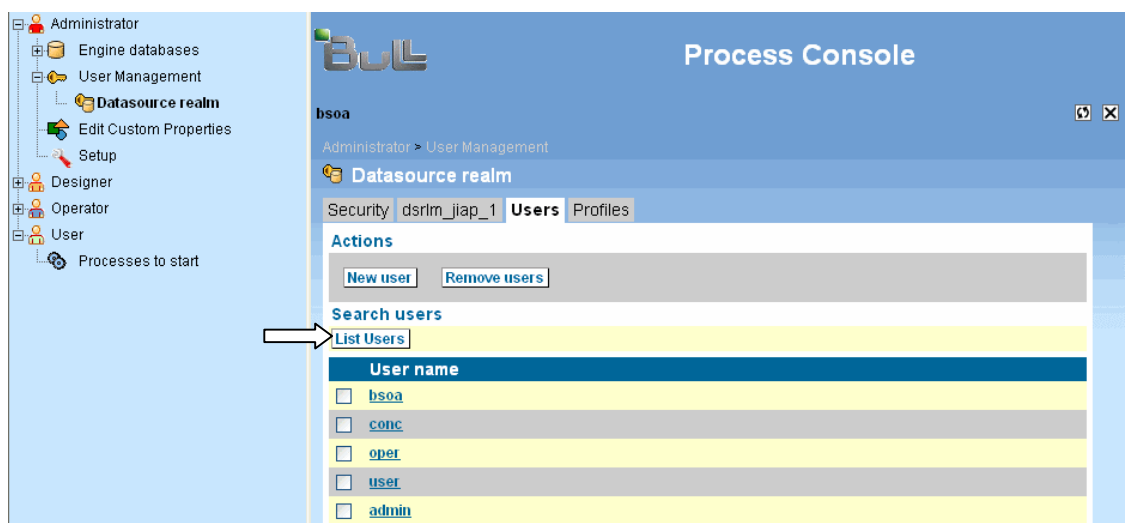 Administrator
Engine databases
User Management
Datasource realm
Edit Custom Properties
Setup
Designer
Operator
User
Processes to start
Bull
Process Console
bsoa
Administrator > User Management
Datasource realm
Security dsrlm_jiap_1 Users Profiles
Actions
New user Remove users
Search users
List Users
User name
bsoa
conc
oper
user
admin